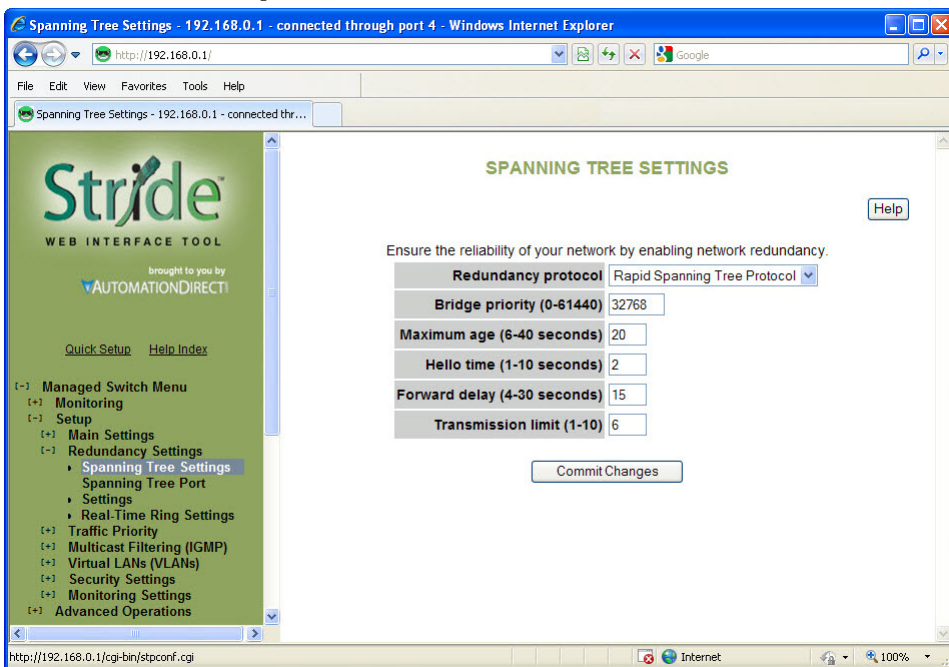 Spanning Tree Settings - 192.168.0.1 - connected through port 4 - Windows Internet Explorer
http://192.168.0.1/
Google
File Edit View Favorites Tools Help
Spanning Tree Settings - 192.168.0.1 - connected thr...
Stride
WEB INTERFACE TOOL
brought to you by
AUTOMATIONDIRECT
Quick Setup Help Index
[-] Managed Switch Menu
[+] Monitoring
[-] Setup
[+] Main Settings
[-] Redundancy Settings
Spanning Tree Settings
Spanning Tree Port
Settings
Real-Time Ring Settings
[+] Traffic Priority
[+] Multicast Filtering (IGMP)
[+] Virtual LANs (VLANs)
[+] Security Settings
[+] Monitoring Settings
[+] Advanced Operations
SPANNING TREE SETTINGS
Help
Ensure the reliability of your network by enabling network redundancy.
Redundancy protocol Rapid Spanning Tree Protocol
Bridge priority (0-61440) 32768
Maximum age (6-40 seconds) 20
Hello time (1-10 seconds) 2
Forward delay (4-30 seconds) 15
Transmission limit (1-10) 6
Commit Changes
http://192.168.0.1/cgi-bin/stpconf.cgi
Internet
100%